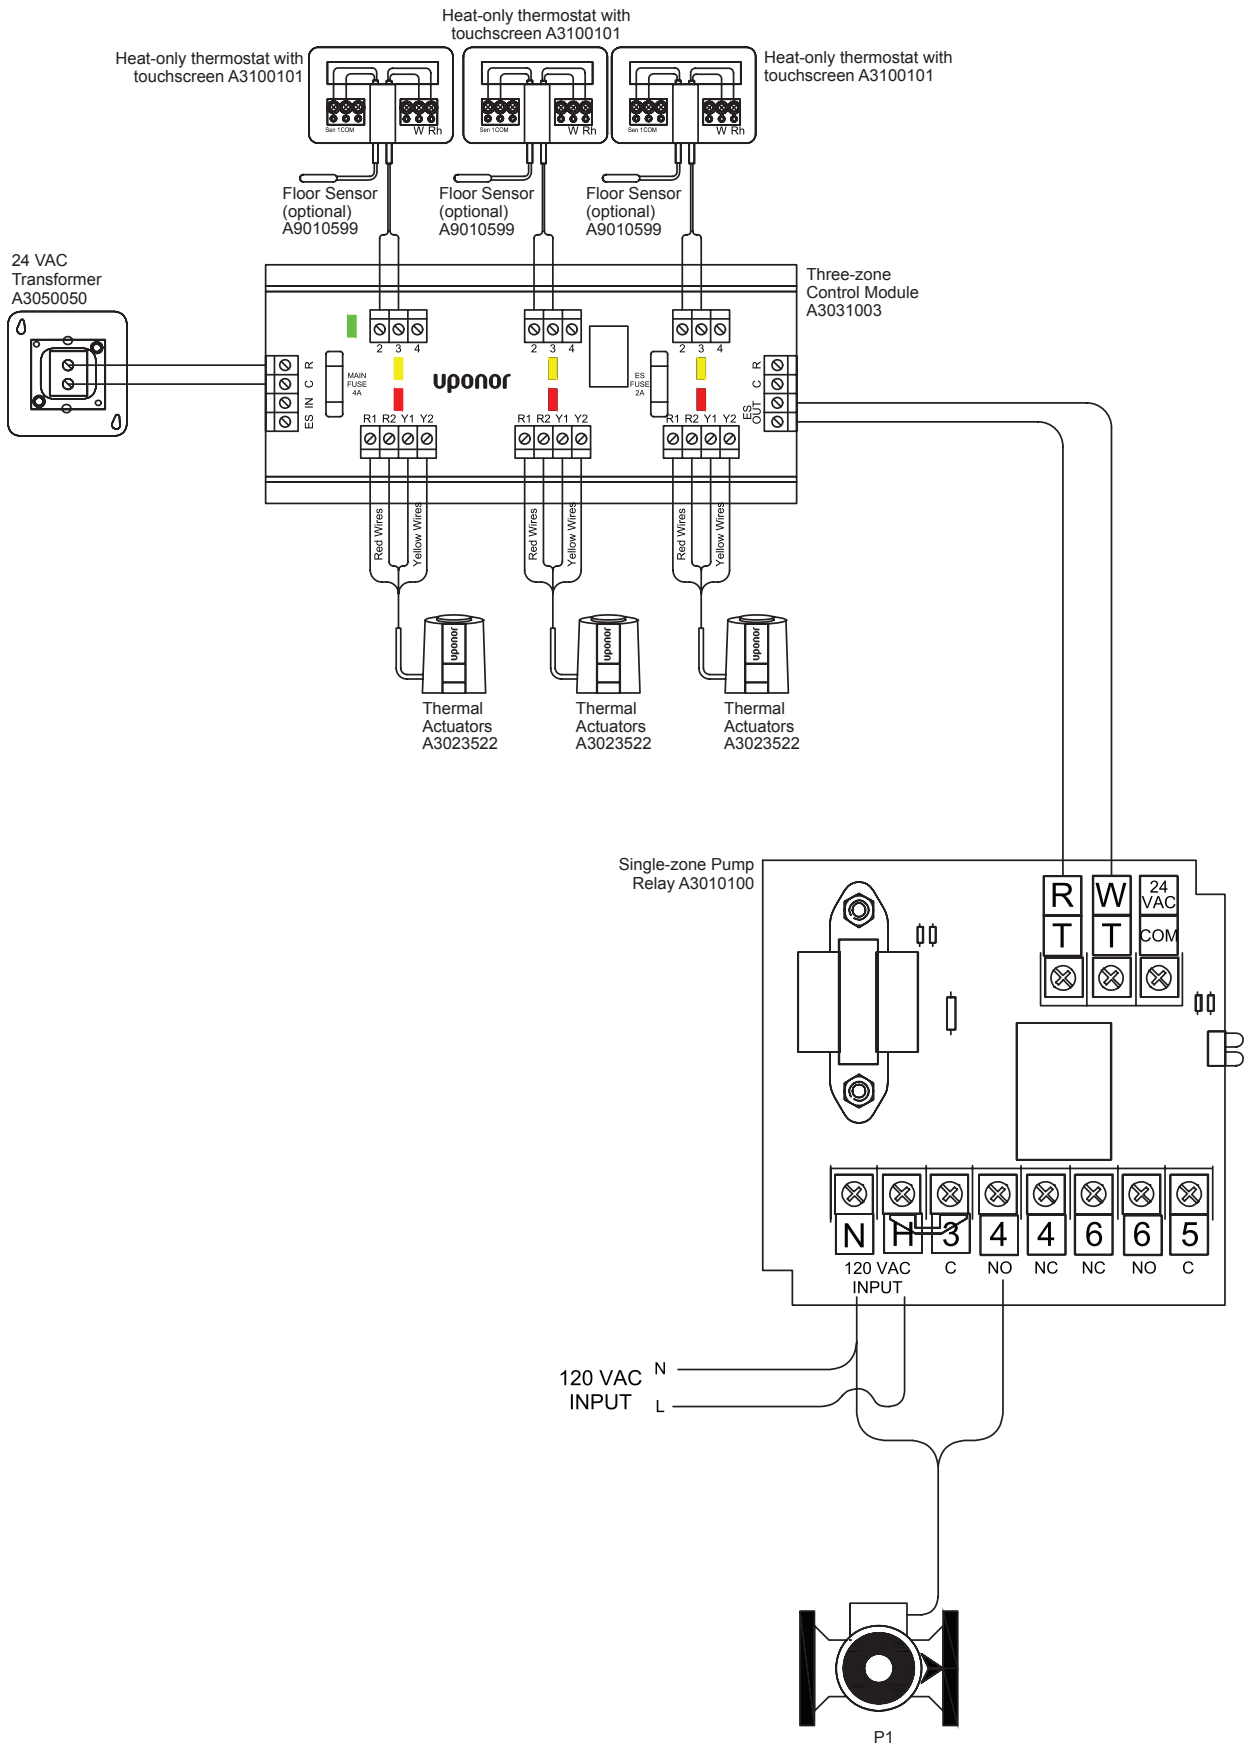 Heat-only thermostat with
touchscreen A3100101
Heat-only thermostat with
touchscreen A3100101
Heat-only thermostat with
touchscreen A3100101
Sen 1COM
W Rh
Sen 1COM
W Rh
Sen 1COM
W Rh
Floor Sensor
(optional)
A9010599
Floor Sensor
(optional)
A9010599
Floor Sensor
(optional)
A9010599
24 VAC
Transformer
A3050050
Three-zone
Control Module
A3031003
2 3 4
2 3 4
2 3 4
ES IN C R
MAIN
FUSE
4A
uponor
ES
FUSE
2A
ES
OUT C R
R1 R2 Y1 Y2
R1 R2 Y1 Y2
R1 R2 Y1 Y2
Red Wires
Yellow Wires
Red Wires
Yellow Wires
Red Wires
Yellow Wires
uponor
uponor
uponor
Thermal
Actuators
A3023522
Thermal
Actuators
A3023522
Thermal
Actuators
A3023522
Single-zone Pump
Relay A3010100
R W 24
VAC
T T COM
N H 3 4 4 6 6 5
120 VAC
INPUT
C NO NC NC NO C
120 VAC
INPUT
N
L
P1